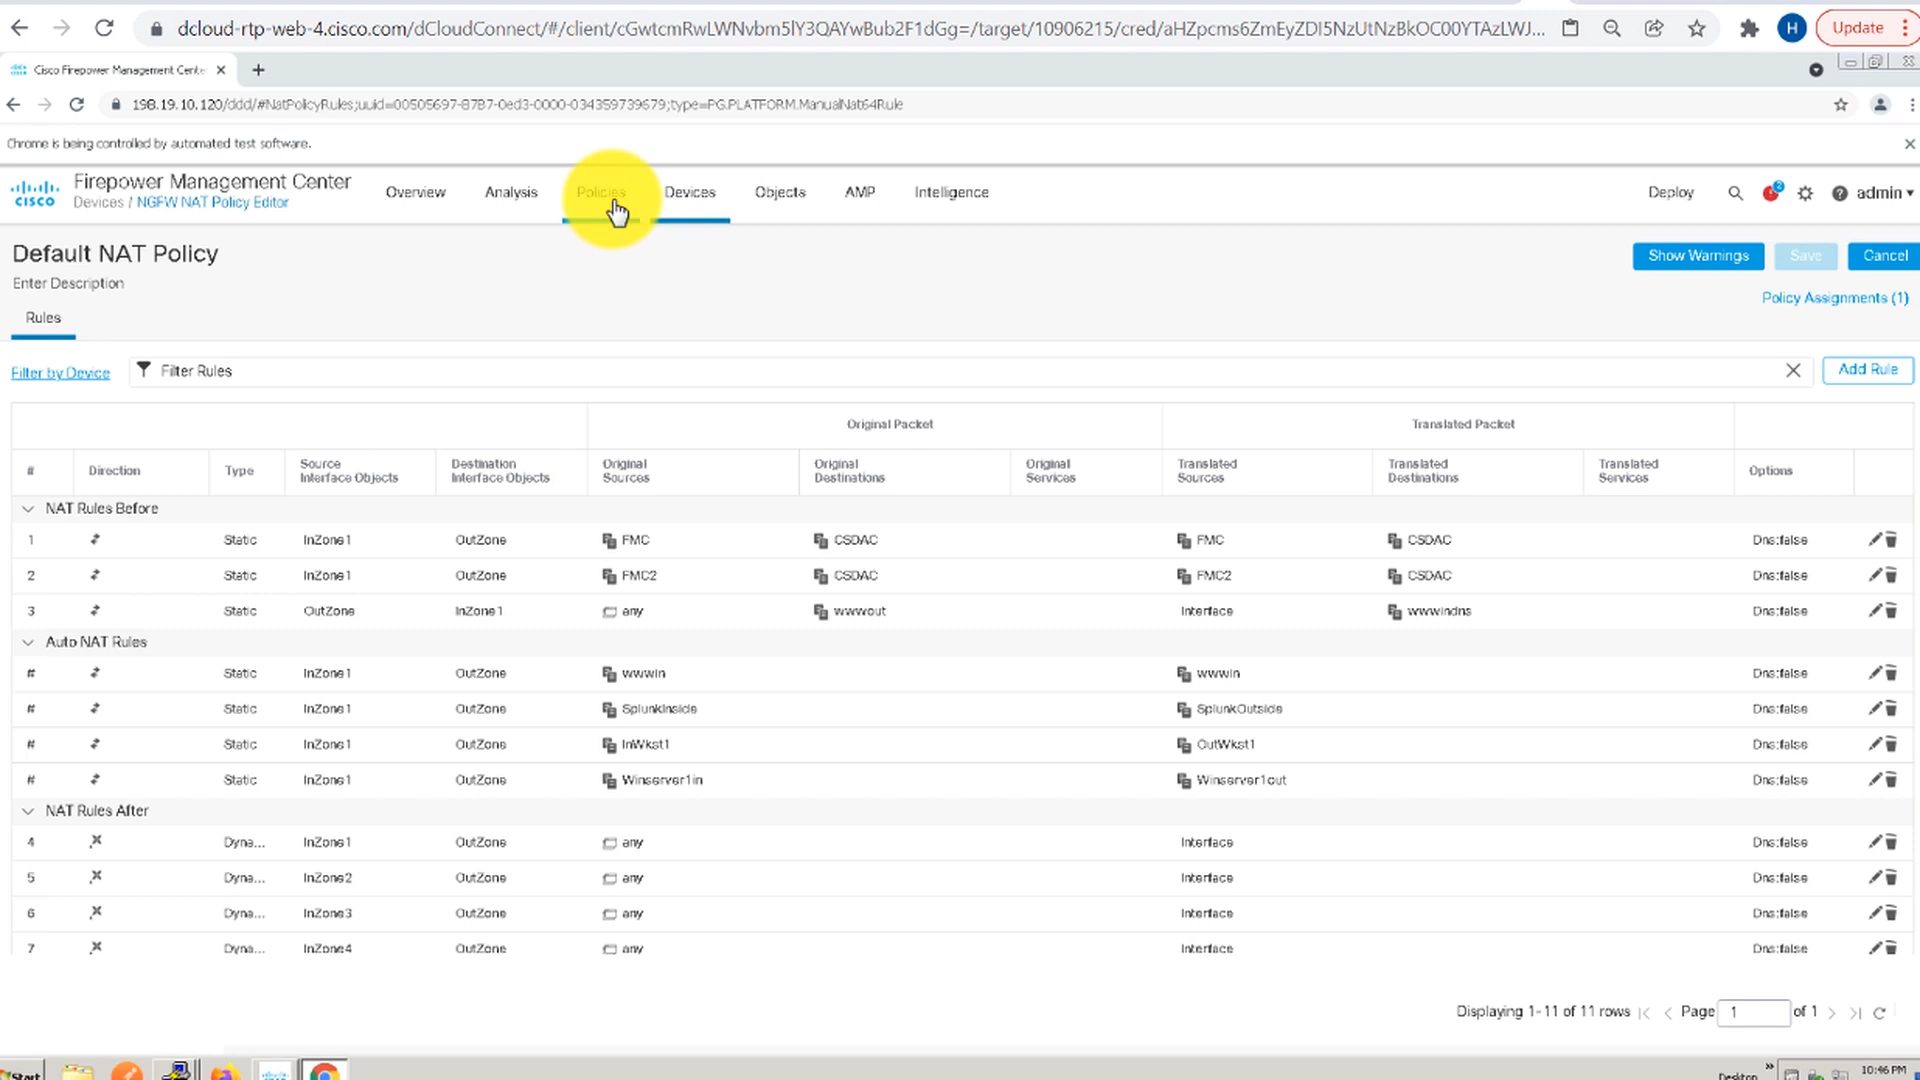 dcloud-rtp-web-4.cisco.com/dCloudConnect/#/client/cGwtcmRwLWNvbm5lY3QAYwBub2F1dGg=/target/10906215/cred/aHZpcms6ZmEyZDI5NzUtNzBkOC00YTAzLWJ...
H
Update
Cisco Firepower Management Cente
198.19.10.120/ddd/#NatPolicyRules;uuid=00505697-87B7-0ed3-0000-034359739679;type=PG.PLATFORM.ManualNat64Rule
Chrome is being controlled by automated test software.
CISCO
Firepower Management Center
Devices / NGFW NAT Policy Editor
Overview Analysis Policies Devices Objects AMP Intelligence
Deploy 2 admin
Default NAT Policy
Enter Description
Show Warnings Save Cancel
Policy Assignments (1)
Rules
Filter by Device Filter Rules Add Rule
Original Packet Translated Packet
# Direction Type Source Interface Objects Destination Interface Objects Original Sources Original Destinations Original Services Translated Sources Translated Destinations Translated Services Options
NAT Rules Before
1 Static InZone1 OutZone FMC CSDAC FMC CSDAC Dns:false
2 Static InZone1 OutZone FMC2 CSDAC FMC2 CSDAC Dns:false
3 Static OutZone InZone1 any wwwout Interface wwwindns Dns:false
Auto NAT Rules
# Static InZone1 OutZone wwwin wwwin Dns:false
# Static InZone1 OutZone SplunkInside SplunkOutside Dns:false
# Static InZone1 OutZone InWkst1 OutWkst1 Dns:false
# Static InZone1 OutZone Winserver1in Winserver1out Dns:false
NAT Rules After
4 Dyna... InZone1 OutZone any Interface Dns:false
5 Dyna... InZone2 OutZone any Interface Dns:false
6 Dyna... InZone3 OutZone any Interface Dns:false
7 Dyna... InZone4 OutZone any Interface Dns:false
Displaying 1-11 of 11 rows Page 1 of 1
Start
Desktop
10:46 PM